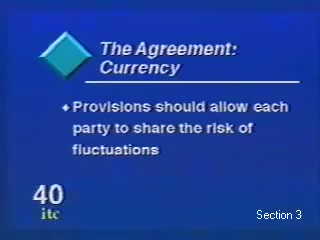 The Agreement:
Currency
Provisions should allow each
party to share the risk of
fluctuations
40
itc
Section 3